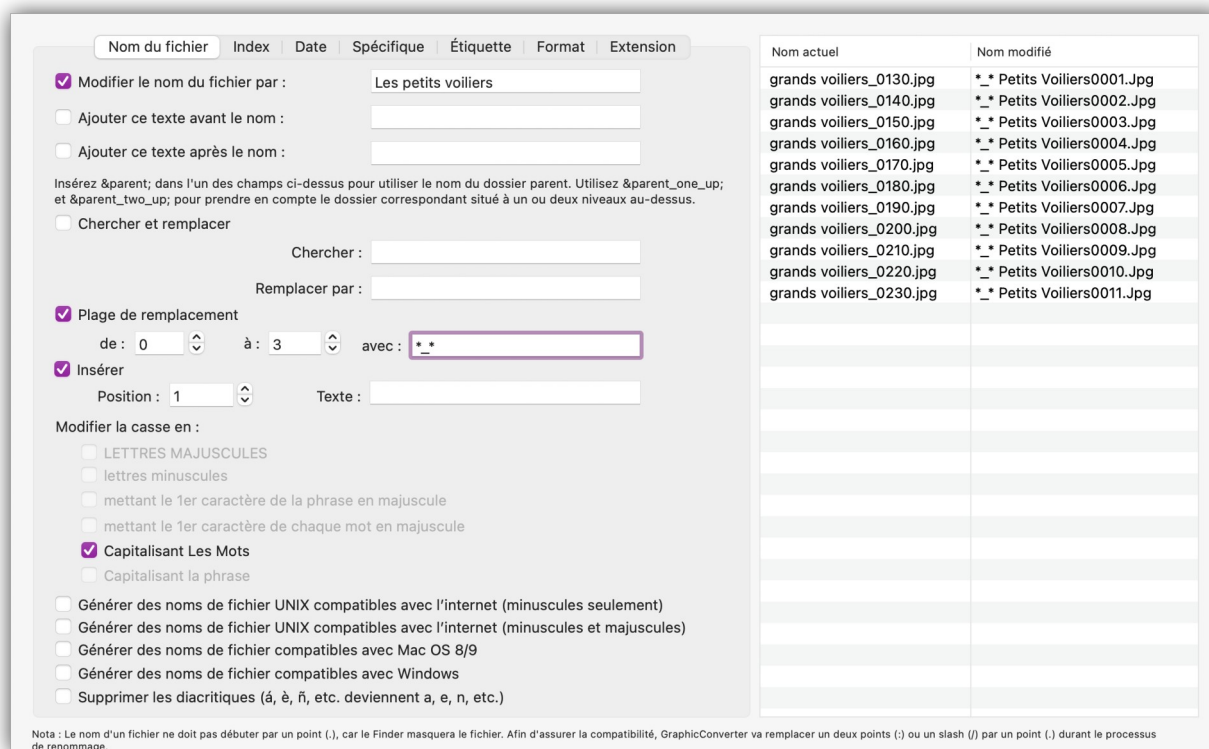 Nom du fichier Index Date Spécifique Étiquette Format Extension
Modifier le nom du fichier par : Les petits voiliers
Ajouter ce texte avant le nom :
Ajouter ce texte après le nom :
Insérez &parent; dans l'un des champs ci-dessus pour utiliser le nom du dossier parent. Utilisez &parent_one_up;
et &parent_two_up; pour prendre en compte le dossier correspondant situé à un ou deux niveaux au-dessus.
Chercher et remplacer
Chercher :
Remplacer par :
Plage de remplacement
de : 0 à : 3 avec : *_*
Insérer
Position : 1 Texte :
Modifier la casse en :
LETTRES MAJUSCULES
lettres minuscules
mettant le 1er caractère de la phrase en majuscule
mettant le 1er caractère de chaque mot en majuscule
Capitalisant Les Mots
Capitalisant la phrase
Générer des noms de fichier UNIX compatibles avec l'internet (minuscules seulement)
Générer des noms de fichier UNIX compatibles avec l'internet (minuscules et majuscules)
Générer des noms de fichier compatibles avec Mac OS 8/9
Générer des noms de fichier compatibles avec Windows
Supprimer les diacritiques (á, è, ñ, etc. deviennent a, e, n, etc.)
Nom actuel Nom modifié
grands voiliers_0130.jpg *_* Petits Voiliers0001.Jpg
grands voiliers_0140.jpg *_* Petits Voiliers0002.Jpg
grands voiliers_0150.jpg *_* Petits Voiliers0003.Jpg
grands voiliers_0160.jpg *_* Petits Voiliers0004.Jpg
grands voiliers_0170.jpg *_* Petits Voiliers0005.Jpg
grands voiliers_0180.jpg *_* Petits Voiliers0006.Jpg
grands voiliers_0190.jpg *_* Petits Voiliers0007.Jpg
grands voiliers_0200.jpg *_* Petits Voiliers0008.Jpg
grands voiliers_0210.jpg *_* Petits Voiliers0009.Jpg
grands voiliers_0220.jpg *_* Petits Voiliers0010.Jpg
grands voiliers_0230.jpg *_* Petits Voiliers0011.Jpg
Nota : Le nom d'un fichier ne doit pas débuter par un point (.), car le Finder masquera le fichier. Afin d'assurer la compatibilité, GraphicConverter va remplacer un deux points (:) ou un slash (/) par un point (.) durant le processus
de renommage.